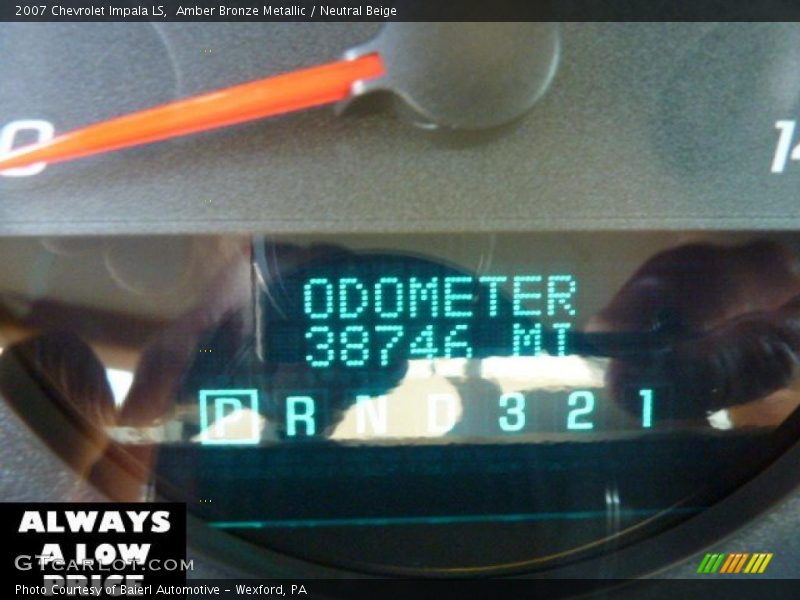 2007 Chevrolet Impala LS, Amber Bronze Metallic / Neutral Beige
0
14
ODOMETER
38746 MI
P R N D 3 2 1
ALWAYS
A LOW
PRICE
GTCARLOT.COM
Photo Courtesy of Baierl Automotive - Wexford, PA